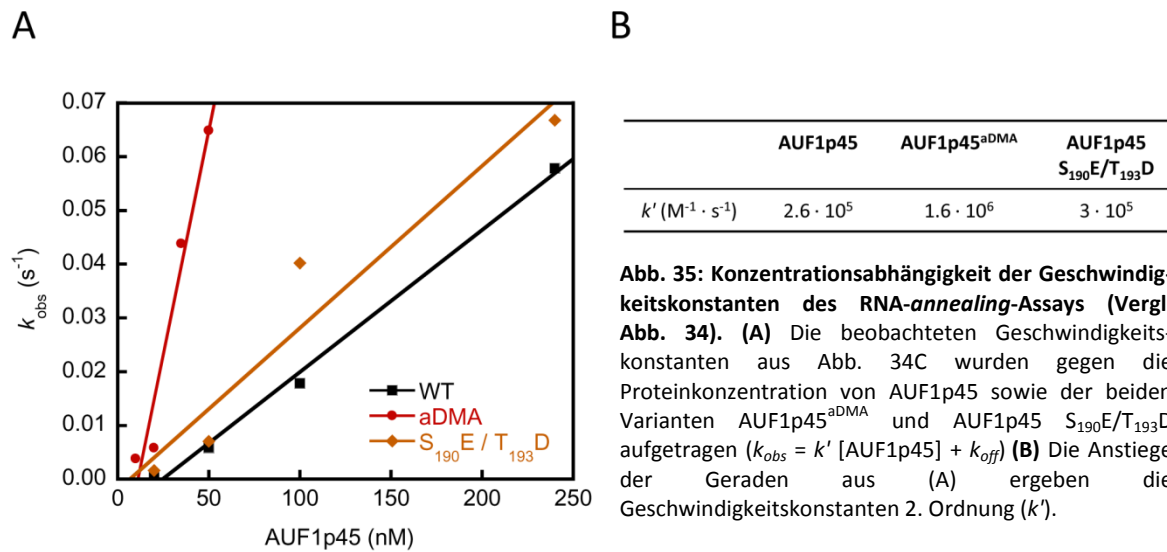 A
B
0.07
0.06
0.05
0.04
0.03
0.02
0.01
0.00
0
50
100
150
200
250
k_obs (s⁻¹)
AUF1p45 (nM)
WT
aDMA
S₁₉₀E / T₁₉₃D
AUF1p45 AUF1p45ᵃᴰᴹᴬ AUF1p45
S₁₉₀E/T₁₉₃D
k' (M⁻¹ · s⁻¹) 2.6 · 10⁵ 1.6 · 10⁶ 3 · 10⁵
Abb. 35: Konzentrationsabhängigkeit der Geschwindig-
keitskonstanten des RNA-annealing-Assays (Vergl.
Abb. 34). (A) Die beobachteten Geschwindigkeits-
konstanten aus Abb. 34C wurden gegen die
Proteinkonzentration von AUF1p45 sowie der beiden
Varianten AUF1p45ᵃᴰᴹᴬ und AUF1p45 S₁₉₀E/T₁₉₃D
aufgetragen (k_obs = k' [AUF1p45] + k_off) (B) Die Anstiege
der Geraden aus (A) ergeben die
Geschwindigkeitskonstanten 2. Ordnung (k').